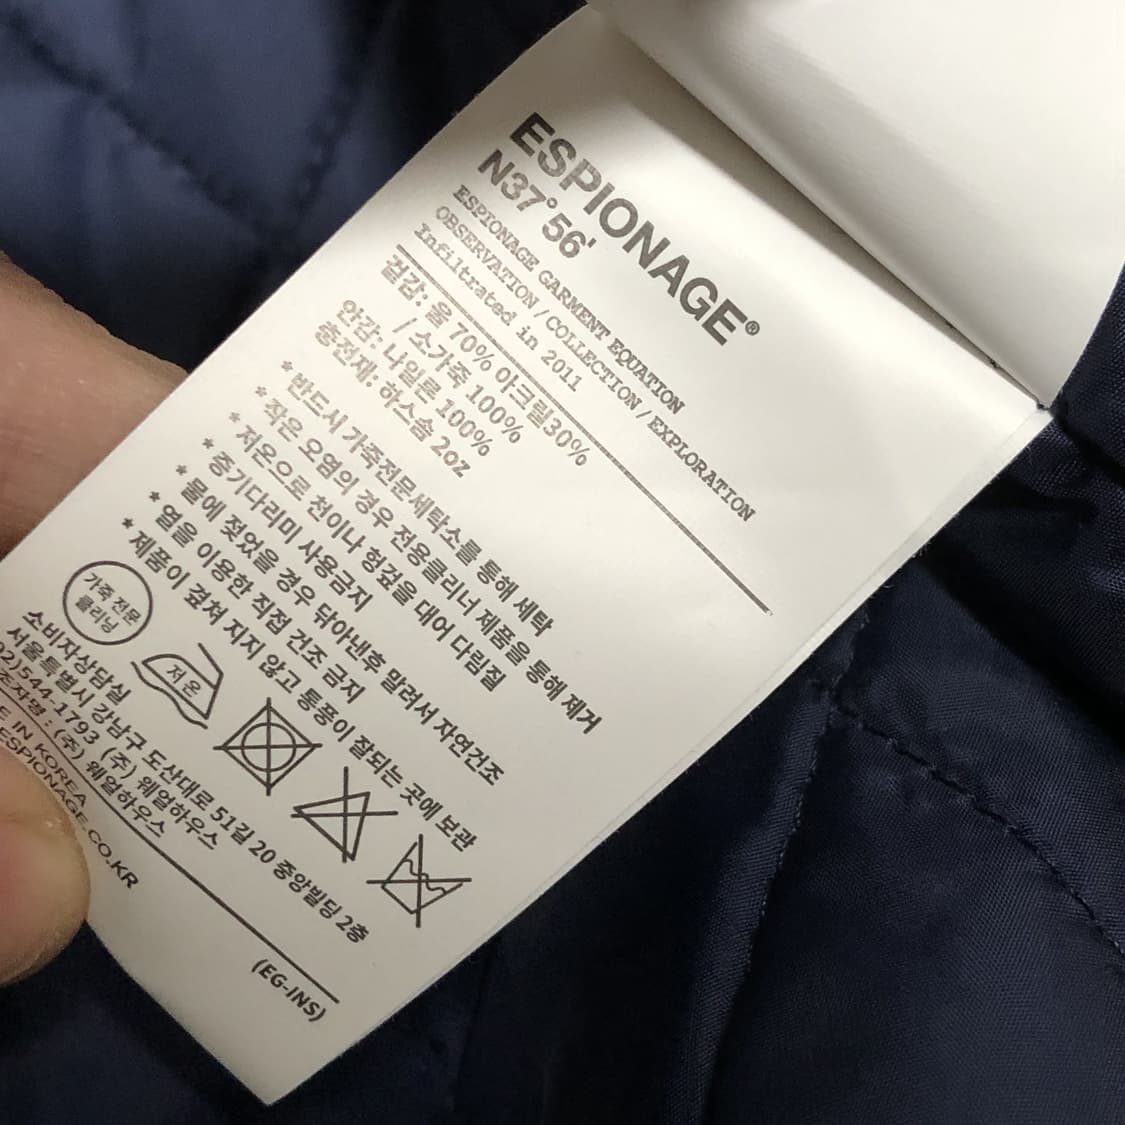 ESPIONAGE®
N37°56'
ESPIONAGE GARMENT EQUATION
OBSERVATION/COLLECTION/EXPLORATION
Infiltrated in 2011
겉감: 울 70% 아크릴30%
/ 소가죽 100%
안감: 나일론 100%
충전재: 하스솜 2oz
* 반드시 가죽전문세탁소를 통해 세탁
* 작은 오염의 경우 전용클리너 제품을 통해 제거
* 저온으로 천이나 헝겊을 대어 다림질
* 증기다리미 사용금지
* 물에 젖었을 경우 닦아낸후 말려서 자연건조
* 열을 이용한 직접 건조 금지
* 제품이 겹쳐 지지 않고 통풍이 잘되는 곳에 보관
가죽 전문
클리닝
저온
소비자상담실
서울특별시 강남구 도산대로 51길 20 중앙빌딩 2층
02)544-1793 (주) 웨얼하우스
조자명 : (주) 웨얼하우스
E IN KOREA
ESPIONAGE.CO.KR
(EG-INS)